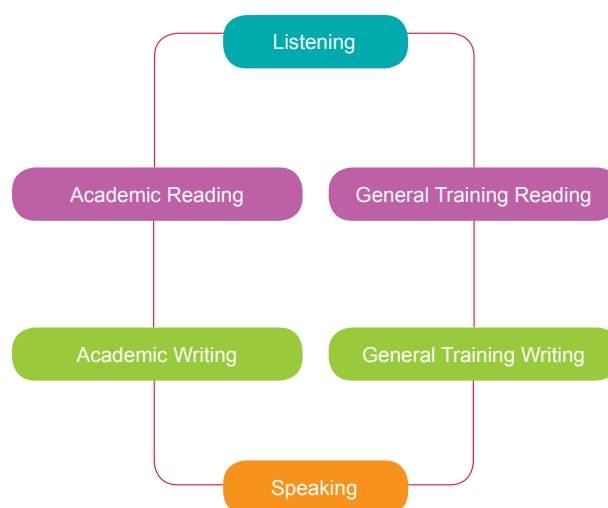 Listening
Academic Reading
General Training Reading
Academic Writing
General Training Writing
Speaking